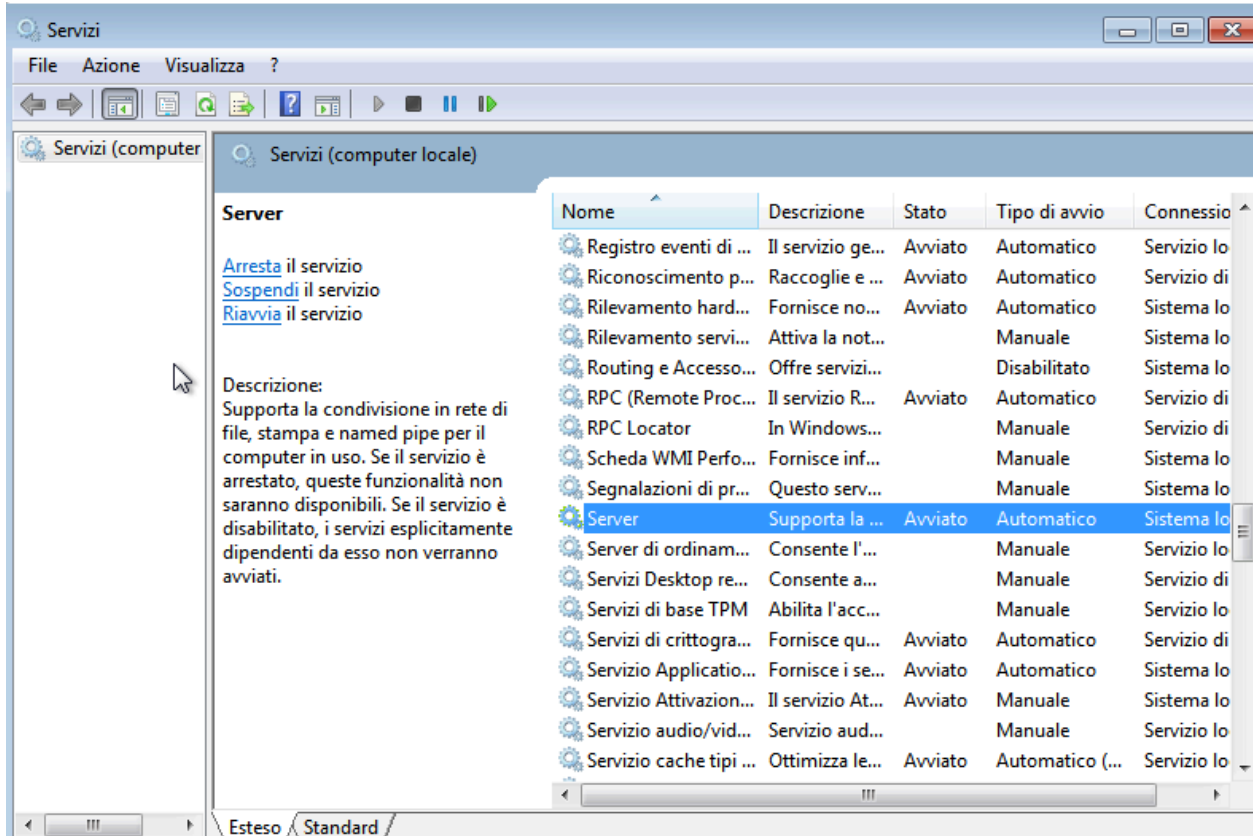 Servizi
File Azione Visualizza ?
Servizi (computer
Servizi (computer locale)
Server
Arresta il servizio
Sospendi il servizio
Riavvia il servizio
Descrizione:
Supporta la condivisione in rete di
file, stampa e named pipe per il
computer in uso. Se il servizio è
arrestato, queste funzionalità non
saranno disponibili. Se il servizio è
disabilitato, i servizi esplicitamente
dipendenti da esso non verranno
avviati.
Nome Descrizione Stato Tipo di avvio Connessio
Registro eventi di ... Il servizio ge... Avviato Automatico Servizio lo
Riconoscimento p... Raccoglie e ... Avviato Automatico Servizio di
Rilevamento hard... Fornisce no... Avviato Automatico Sistema lo
Rilevamento servi... Attiva la not... Manuale Sistema lo
Routing e Accesso... Offre servizi... Disabilitato Sistema lo
RPC (Remote Proc... Il servizio R... Avviato Automatico Servizio di
RPC Locator In Windows... Manuale Servizio di
Scheda WMI Perfo... Fornisce inf... Manuale Sistema lo
Segnalazioni di pr... Questo serv... Manuale Sistema lo
Server Supporta la ... Avviato Automatico Sistema lo
Server di ordinam... Consente l'... Manuale Servizio lo
Servizi Desktop re... Consente a... Manuale Servizio di
Servizi di base TPM Abilita l'acc... Manuale Servizio lo
Servizi di crittogra... Fornisce qu... Avviato Automatico Servizio di
Servizio Applicatio... Fornisce i se... Avviato Automatico Sistema lo
Servizio Attivazion... Il servizio At... Avviato Manuale Sistema lo
Servizio audio/vid... Servizio aud... Manuale Servizio lo
Servizio cache tipi ... Ottimizza le... Avviato Automatico (... Servizio lo
Esteso Standard